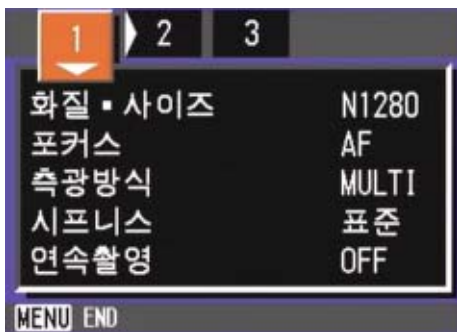 1 2 3
화질▪사이즈 N1280
포커스 AF
측광방식 MULTI
시프니스 표준
연속촬영 OFF
MENU END